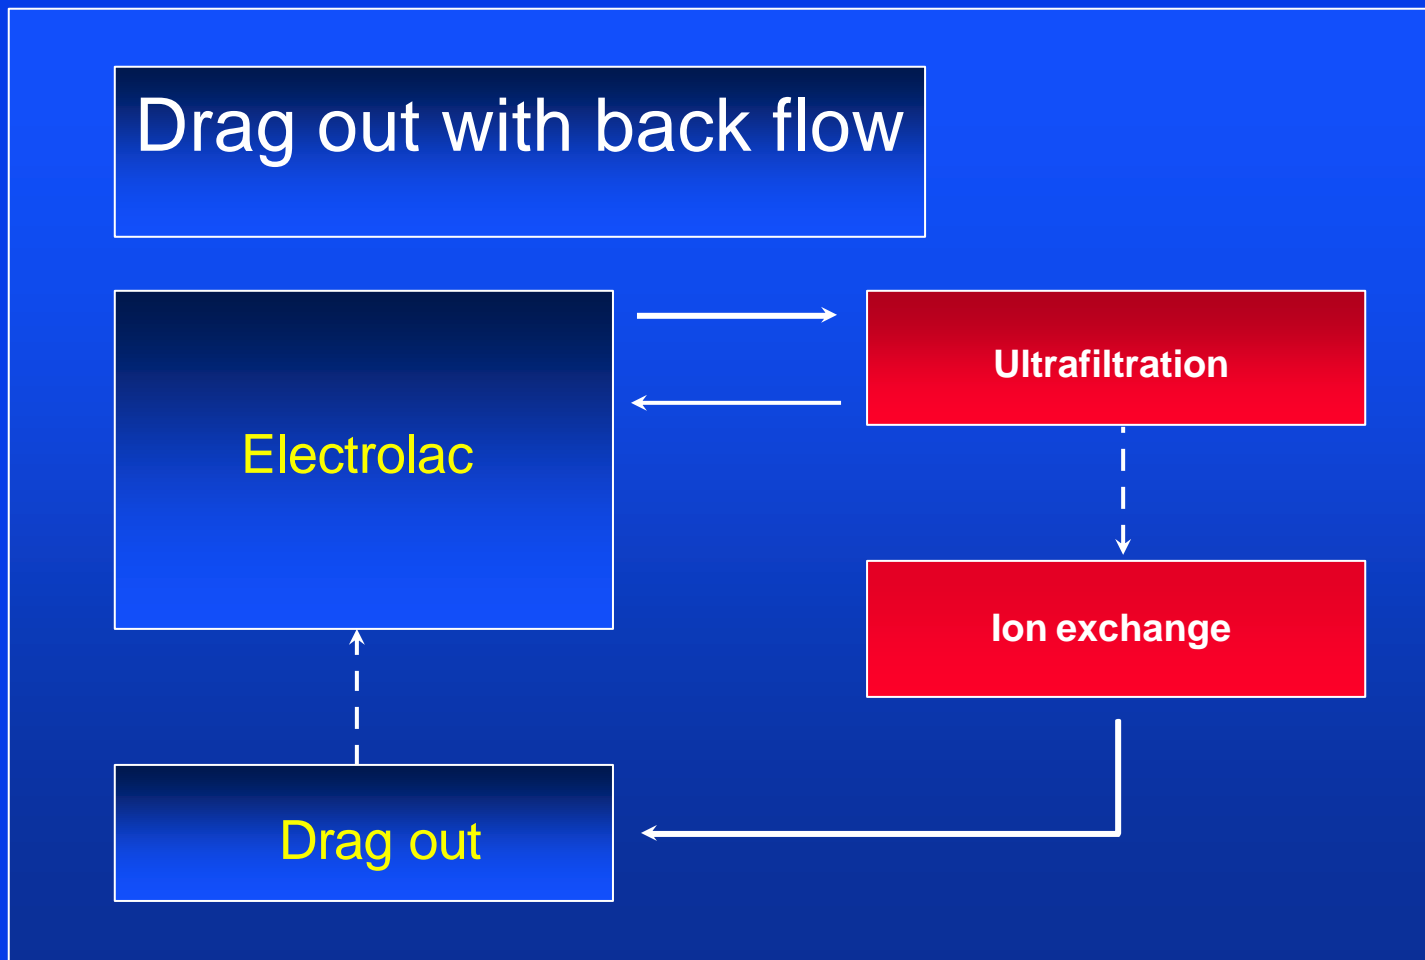 Drag out with back flow
Electrolac
Ultrafiltration
Ion exchange
Drag out